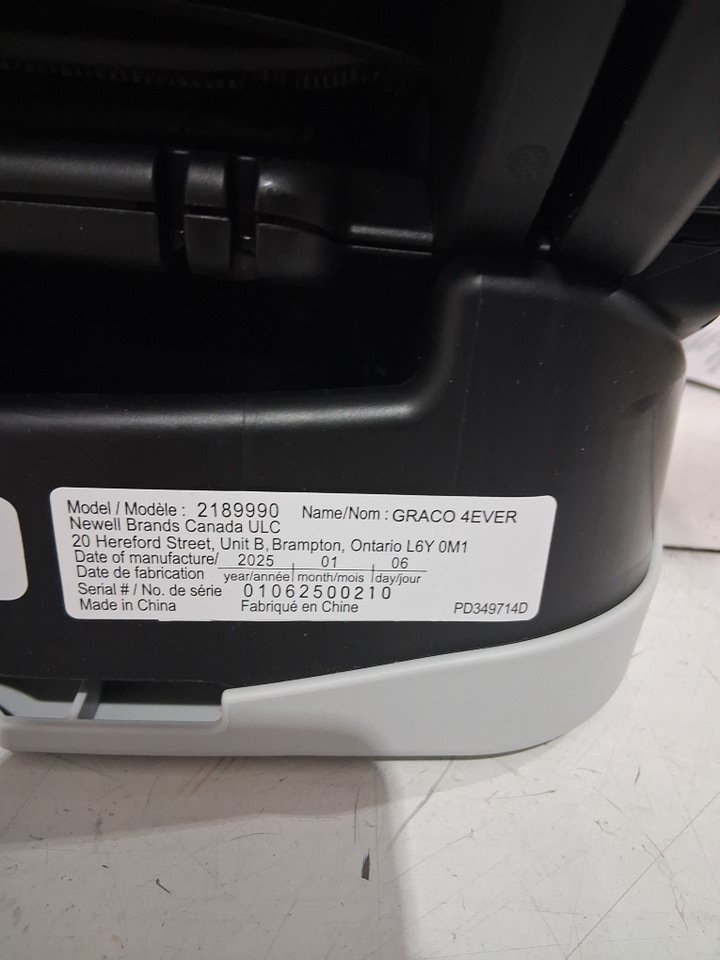 Model / Modèle : 2189990 Name/Nom : GRACO 4EVER
Newell Brands Canada ULC
20 Hereford Street, Unit B, Brampton, Ontario L6Y 0M1
Date of manufacture/ 2025 01 06
Date de fabrication year/année month/mois day/jour
Serial # / No. de série 01062500210
Made in China Fabriqué en Chine PD349714D